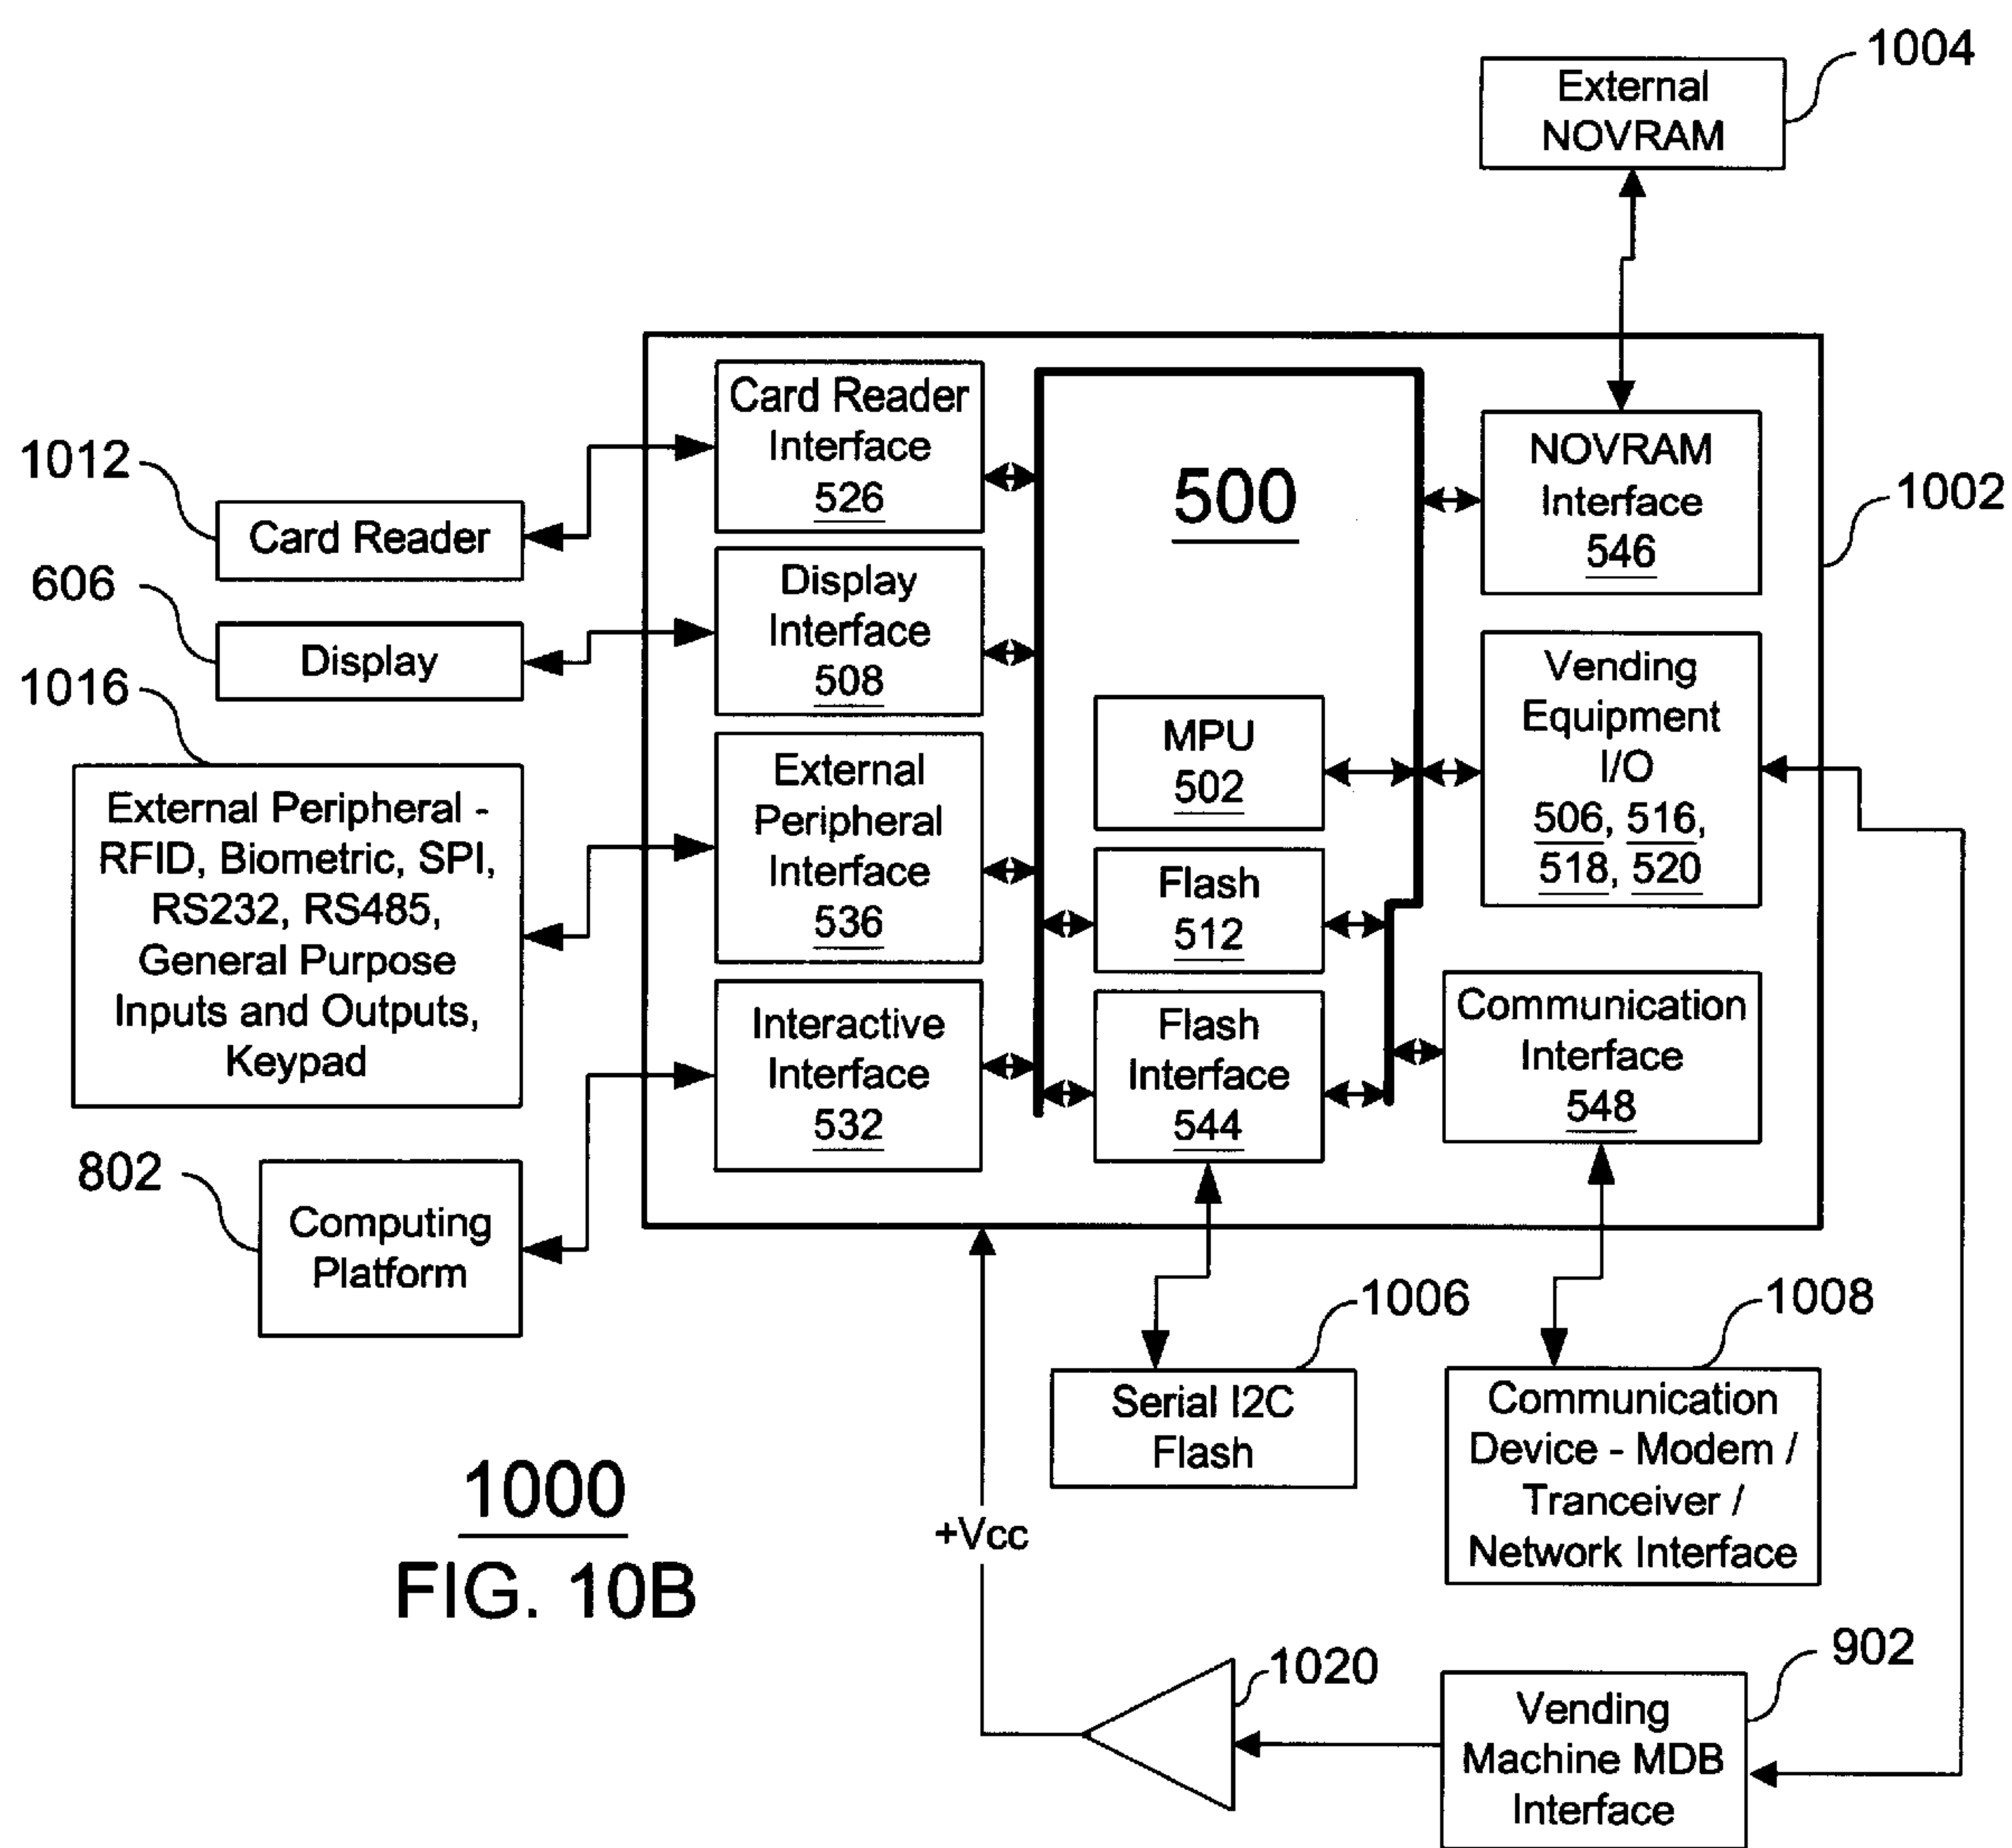 1004
External
NOVRAM
Card Reader
Interface
526
500
NOVRAM
Interface
546
1002
1012
Card Reader
606
Display
Display
Interface
508
Vending
Equipment
I/O
506, 516,
518, 520
1016
External Peripheral -
RFID, Biometric, SPI,
RS232, RS485,
General Purpose
Inputs and Outputs,
Keypad
External
Peripheral
Interface
536
MPU
502
Flash
512
Interactive
Interface
532
Flash
Interface
544
Communication
Interface
548
802
Computing
Platform
1006
Serial I2C
Flash
1008
Communication
Device - Modem /
Tranceiver /
Network Interface
+Vcc
1000
FIG. 10B
1020
902
Vending
Machine MDB
Interface